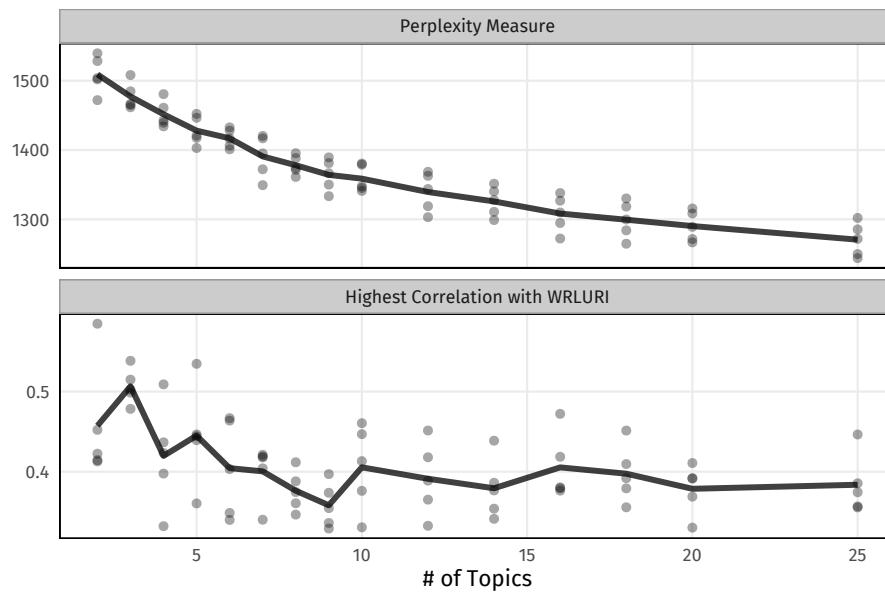 Perplexity Measure
1500
1400
1300
Highest Correlation with WRLURI
0.5
0.4
5 10 15 20 25
# of Topics